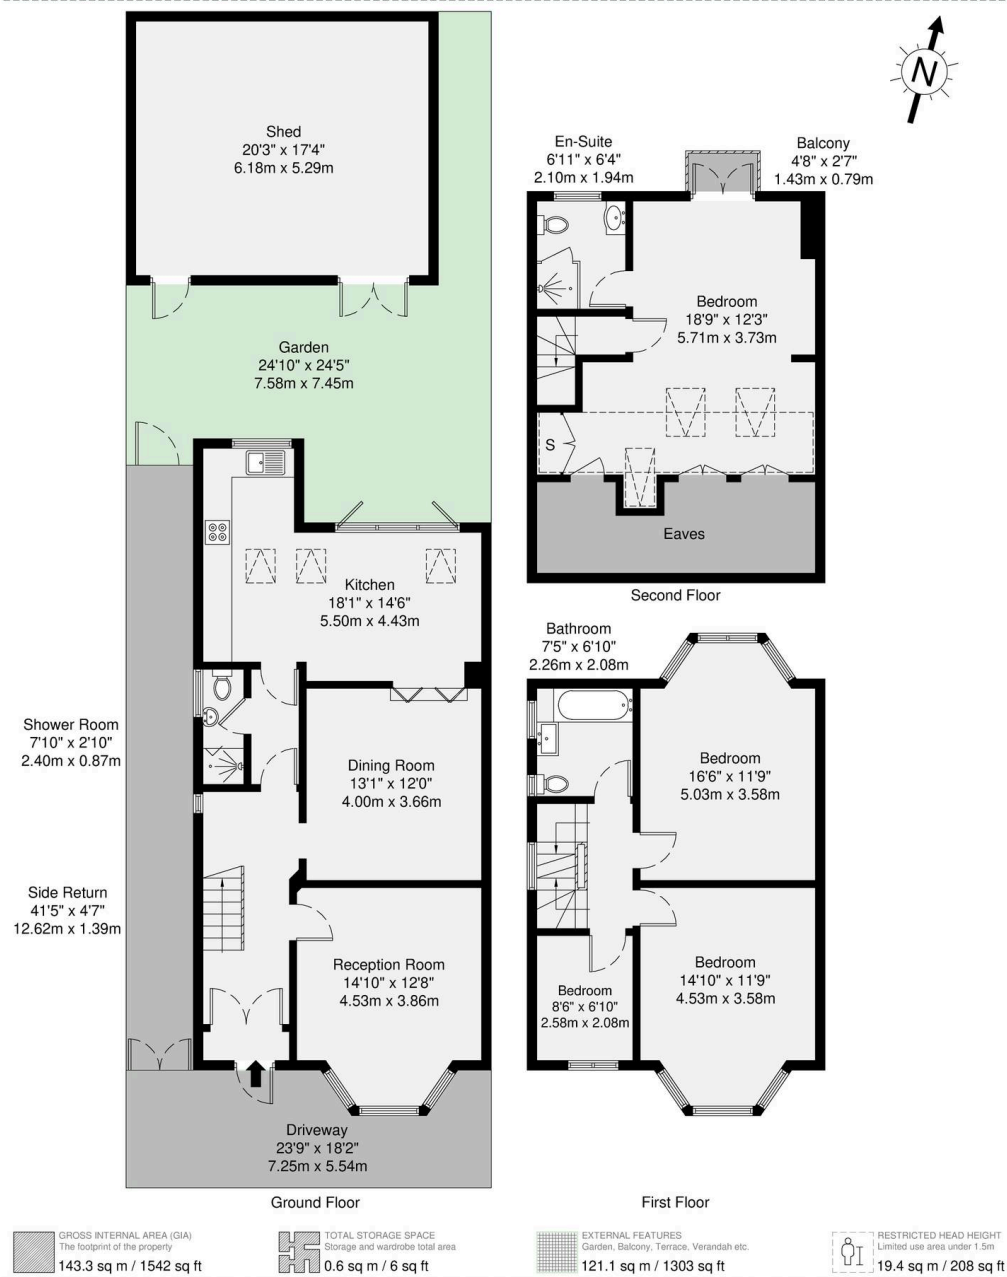 N
Shed
20'3" x 17'4"
6.18m x 5.29m
En-Suite
6'11" x 6'4"
2.10m x 1.94m
Balcony
4'8" x 2'7"
1.43m x 0.79m
Bedroom
18'9" x 12'3"
5.71m x 3.73m
Garden
24'10" x 24'5"
7.58m x 7.45m
S
Eaves
Second Floor
Kitchen
18'1" x 14'6"
5.50m x 4.43m
Bathroom
7'5" x 6'10"
2.26m x 2.08m
Shower Room
7'10" x 2'10"
2.40m x 0.87m
Dining Room
13'1" x 12'0"
4.00m x 3.66m
Bedroom
16'6" x 11'9"
5.03m x 3.58m
Side Return
41'5" x 4'7"
12.62m x 1.39m
Reception Room
14'10" x 12'8"
4.53m x 3.86m
Bedroom
14'10" x 11'9"
4.53m x 3.58m
Bedroom
8'6" x 6'10"
2.58m x 2.08m
Driveway
23'9" x 18'2"
7.25m x 5.54m
Ground Floor
First Floor
GROSS INTERNAL AREA (GIA)
The footprint of the property
143.3 sq m / 1542 sq ft
TOTAL STORAGE SPACE
Storage and wardrobe total area
0.6 sq m / 6 sq ft
EXTERNAL FEATURES
Garden, Balcony, Terrace, Verandah etc.
121.1 sq m / 1303 sq ft
RESTRICTED HEAD HEIGHT
Limited use area under 1.5m
19.4 sq m / 208 sq ft